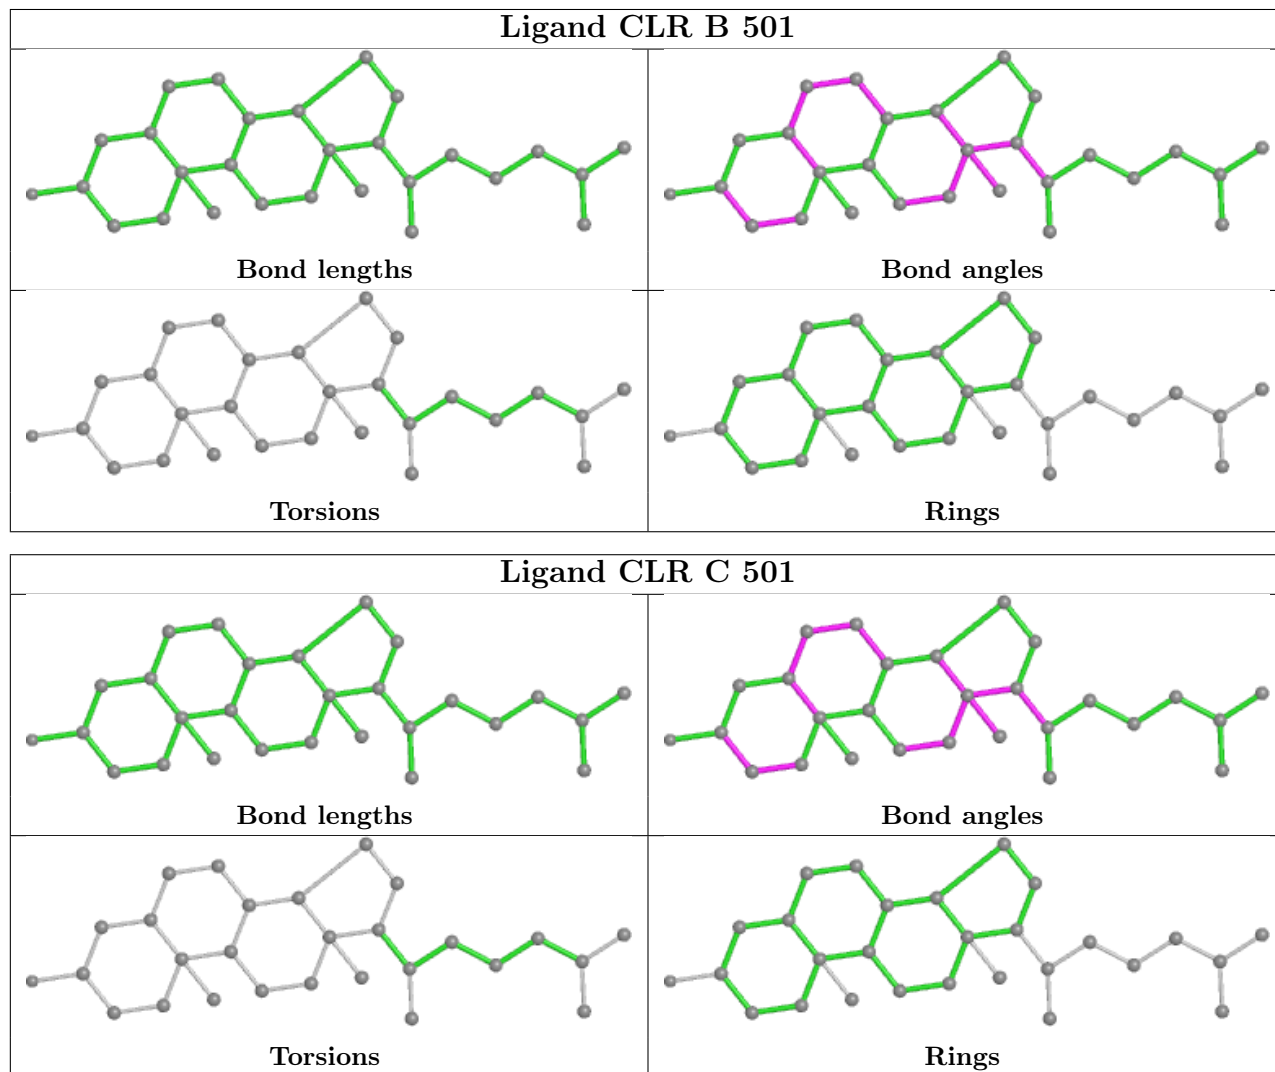 Ligand CLR B 501
Bond lengths
Bond angles
Torsions
Rings
Ligand CLR C 501
Bond lengths
Bond angles
Torsions
Rings